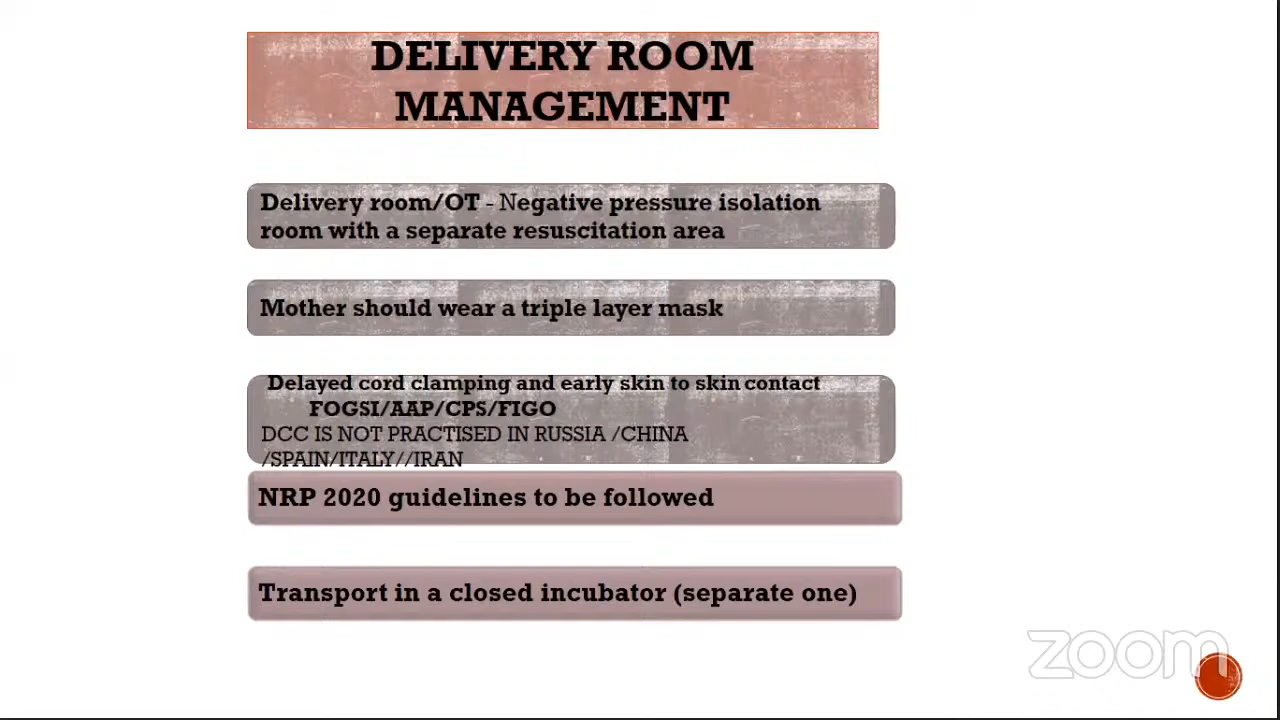 DELIVERY ROOM
MANAGEMENT
Delivery room/OT - Negative pressure isolation
room with a separate resuscitation area
Mother should wear a triple layer mask
Delayed cord clamping and early skin to skin contact
FOGSI/AAP/CPS/FIGO
DCC IS NOT PRACTISED IN RUSSIA /CHINA
/SPAIN/ITALY//IRAN
NRP 2020 guidelines to be followed
Transport in a closed incubator (separate one)
zoom